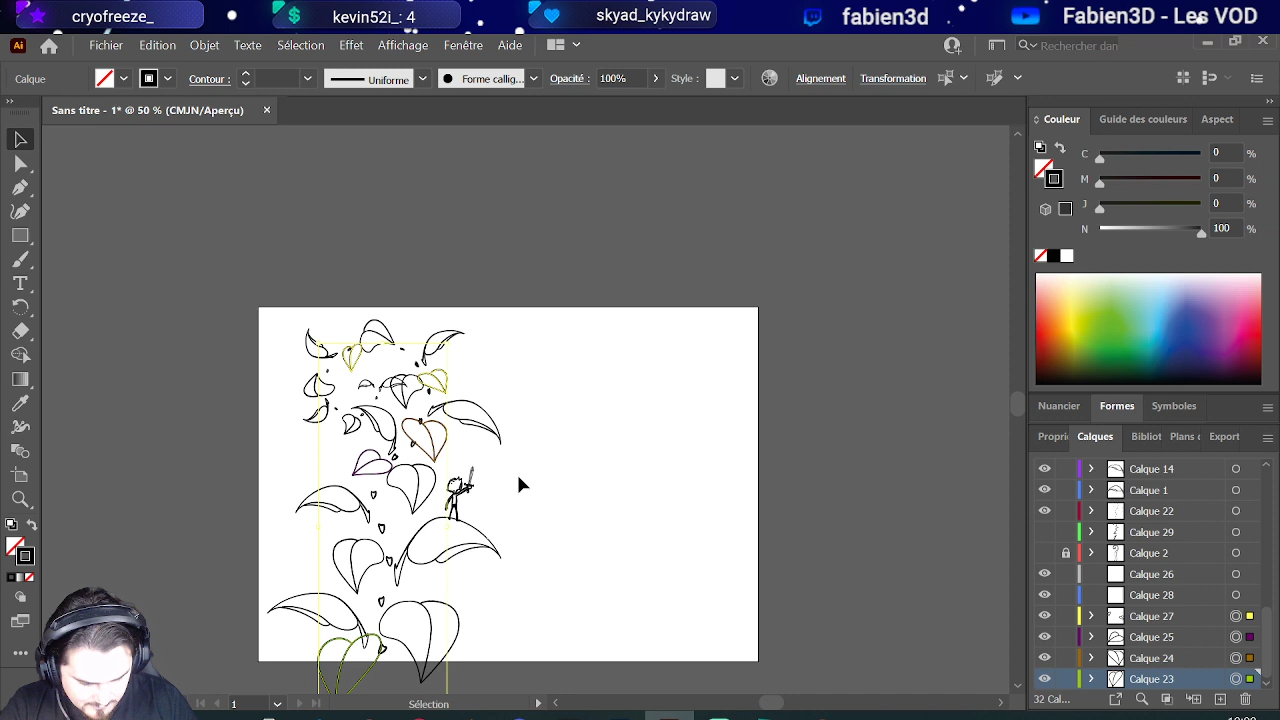 cryofreeze_
kevin52i_: 4
skyad_kykydraw
fabien3d
Fabien3D - Les VOD
Ai
Fichier Edition Objet Texte Sélection Effet Affichage Fenêtre Aide
Rechercher dan
Calque
Contour :
Uniforme
Forme callig...
Opacité : 100%
Style :
Alignement
Transformation
Sans titre - 1* @ 50 % (CMJN/Aperçu)
Couleur Guide des couleurs Aspect
C 0 %
M 0 %
J 0 %
N 100 %
Nuancier Formes Symboles
Propri Calques Bibliot Plans d Export
Calque 14
Calque 1
Calque 22
Calque 29
Calque 2
Calque 26
Calque 28
Calque 27
Calque 25
Calque 24
Calque 23
32 Cal...
1
Sélection